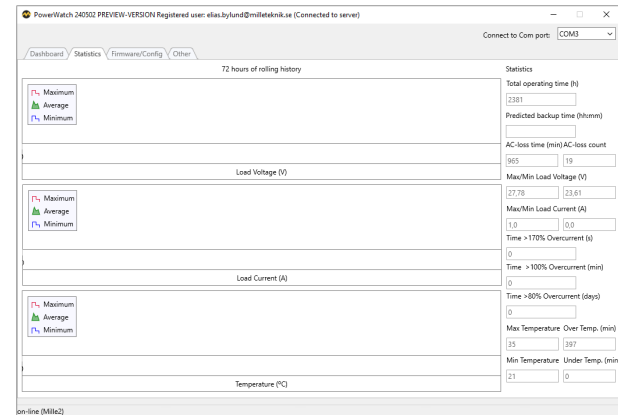 PowerWatch 240502 PREVIEW-VERSION Registered user: elias.bylund@milleteknik.se (Connected to server)
Connect to Com port: COM3
Dashboard Statistics Firmware/Config Other
72 hours of rolling history
Maximum
Average
Minimum
Load Voltage (V)
Maximum
Average
Minimum
Load Current (A)
Maximum
Average
Minimum
Temperature (ºC)
Statistics
Total operating time (h)
2381
Predicted backup time (hh:mm)
AC-loss time (min) AC-loss count
965 19
Max/Min Load Voltage (V)
27,78 23,61
Max/Min Load Current (A)
1,0 0,0
Time >170% Overcurrent (s)
0
Time >100% Overcurrent (min)
0
Time >80% Overcurrent (days)
0
Max Temperature Over Temp. (min)
35 397
Min Temperature Under Temp. (min
21 0
on-line (Mille2)